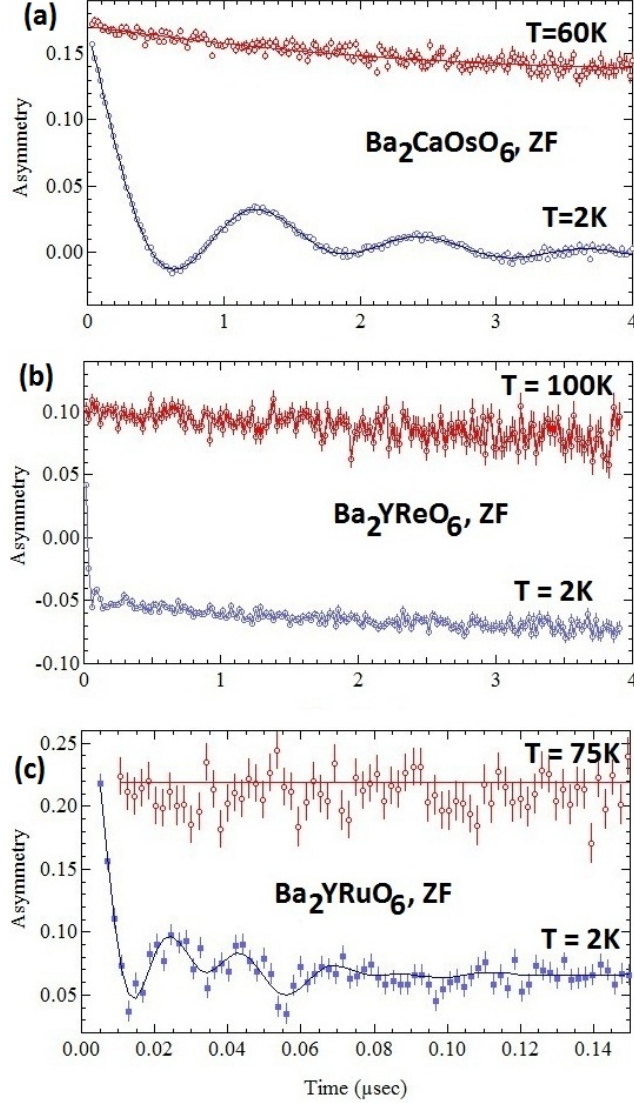 (a)
T=60K
Ba2CaOsO6, ZF
T=2K
Asymmetry
0.15
0.10
0.05
0.00
0 1 2 3 4
(b)
T = 100K
Ba2YReO6, ZF
T = 2K
Asymmetry
0.10
0.05
0.00
-0.05
-0.10
0 1 2 3 4
(c)
T = 75K
Ba2YRuO6, ZF
T = 2K
Asymmetry
0.25
0.20
0.15
0.10
0.05
0.00 0.02 0.04 0.06 0.08 0.10 0.12 0.14
Time (μsec)